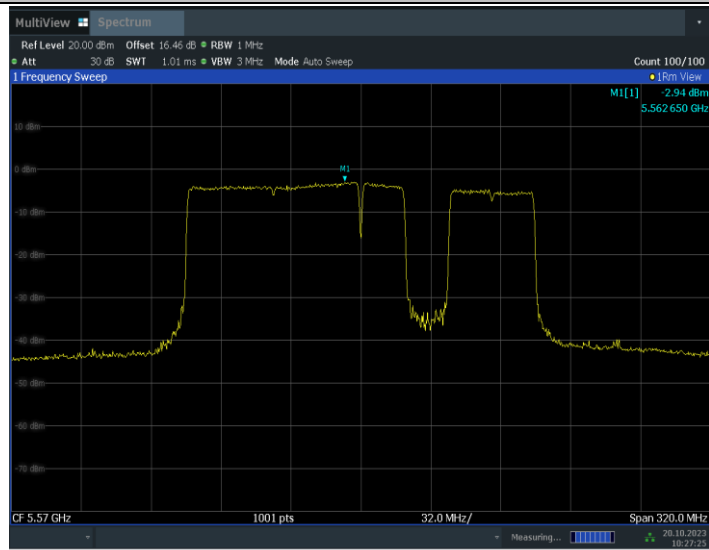 MultiView Spectrum
Ref Level 20.00 dBm Offset 16.46 dB RBW 1 MHz
Att 30 dB SWT 1.01 ms VBW 3 MHz Mode Auto Sweep Count 100/100
1 Frequency Sweep 1Rm View
M1[1] -2.94 dBm
5.562 650 GHz
10 dBm
0 dBm
M1
-10 dBm
-20 dBm
-30 dBm
-40 dBm
-50 dBm
-60 dBm
-70 dBm
CF 5.57 GHz 1001 pts 32.0 MHz/ Span 320.0 MHz
Measuring... 20.10.2023
10:27:25